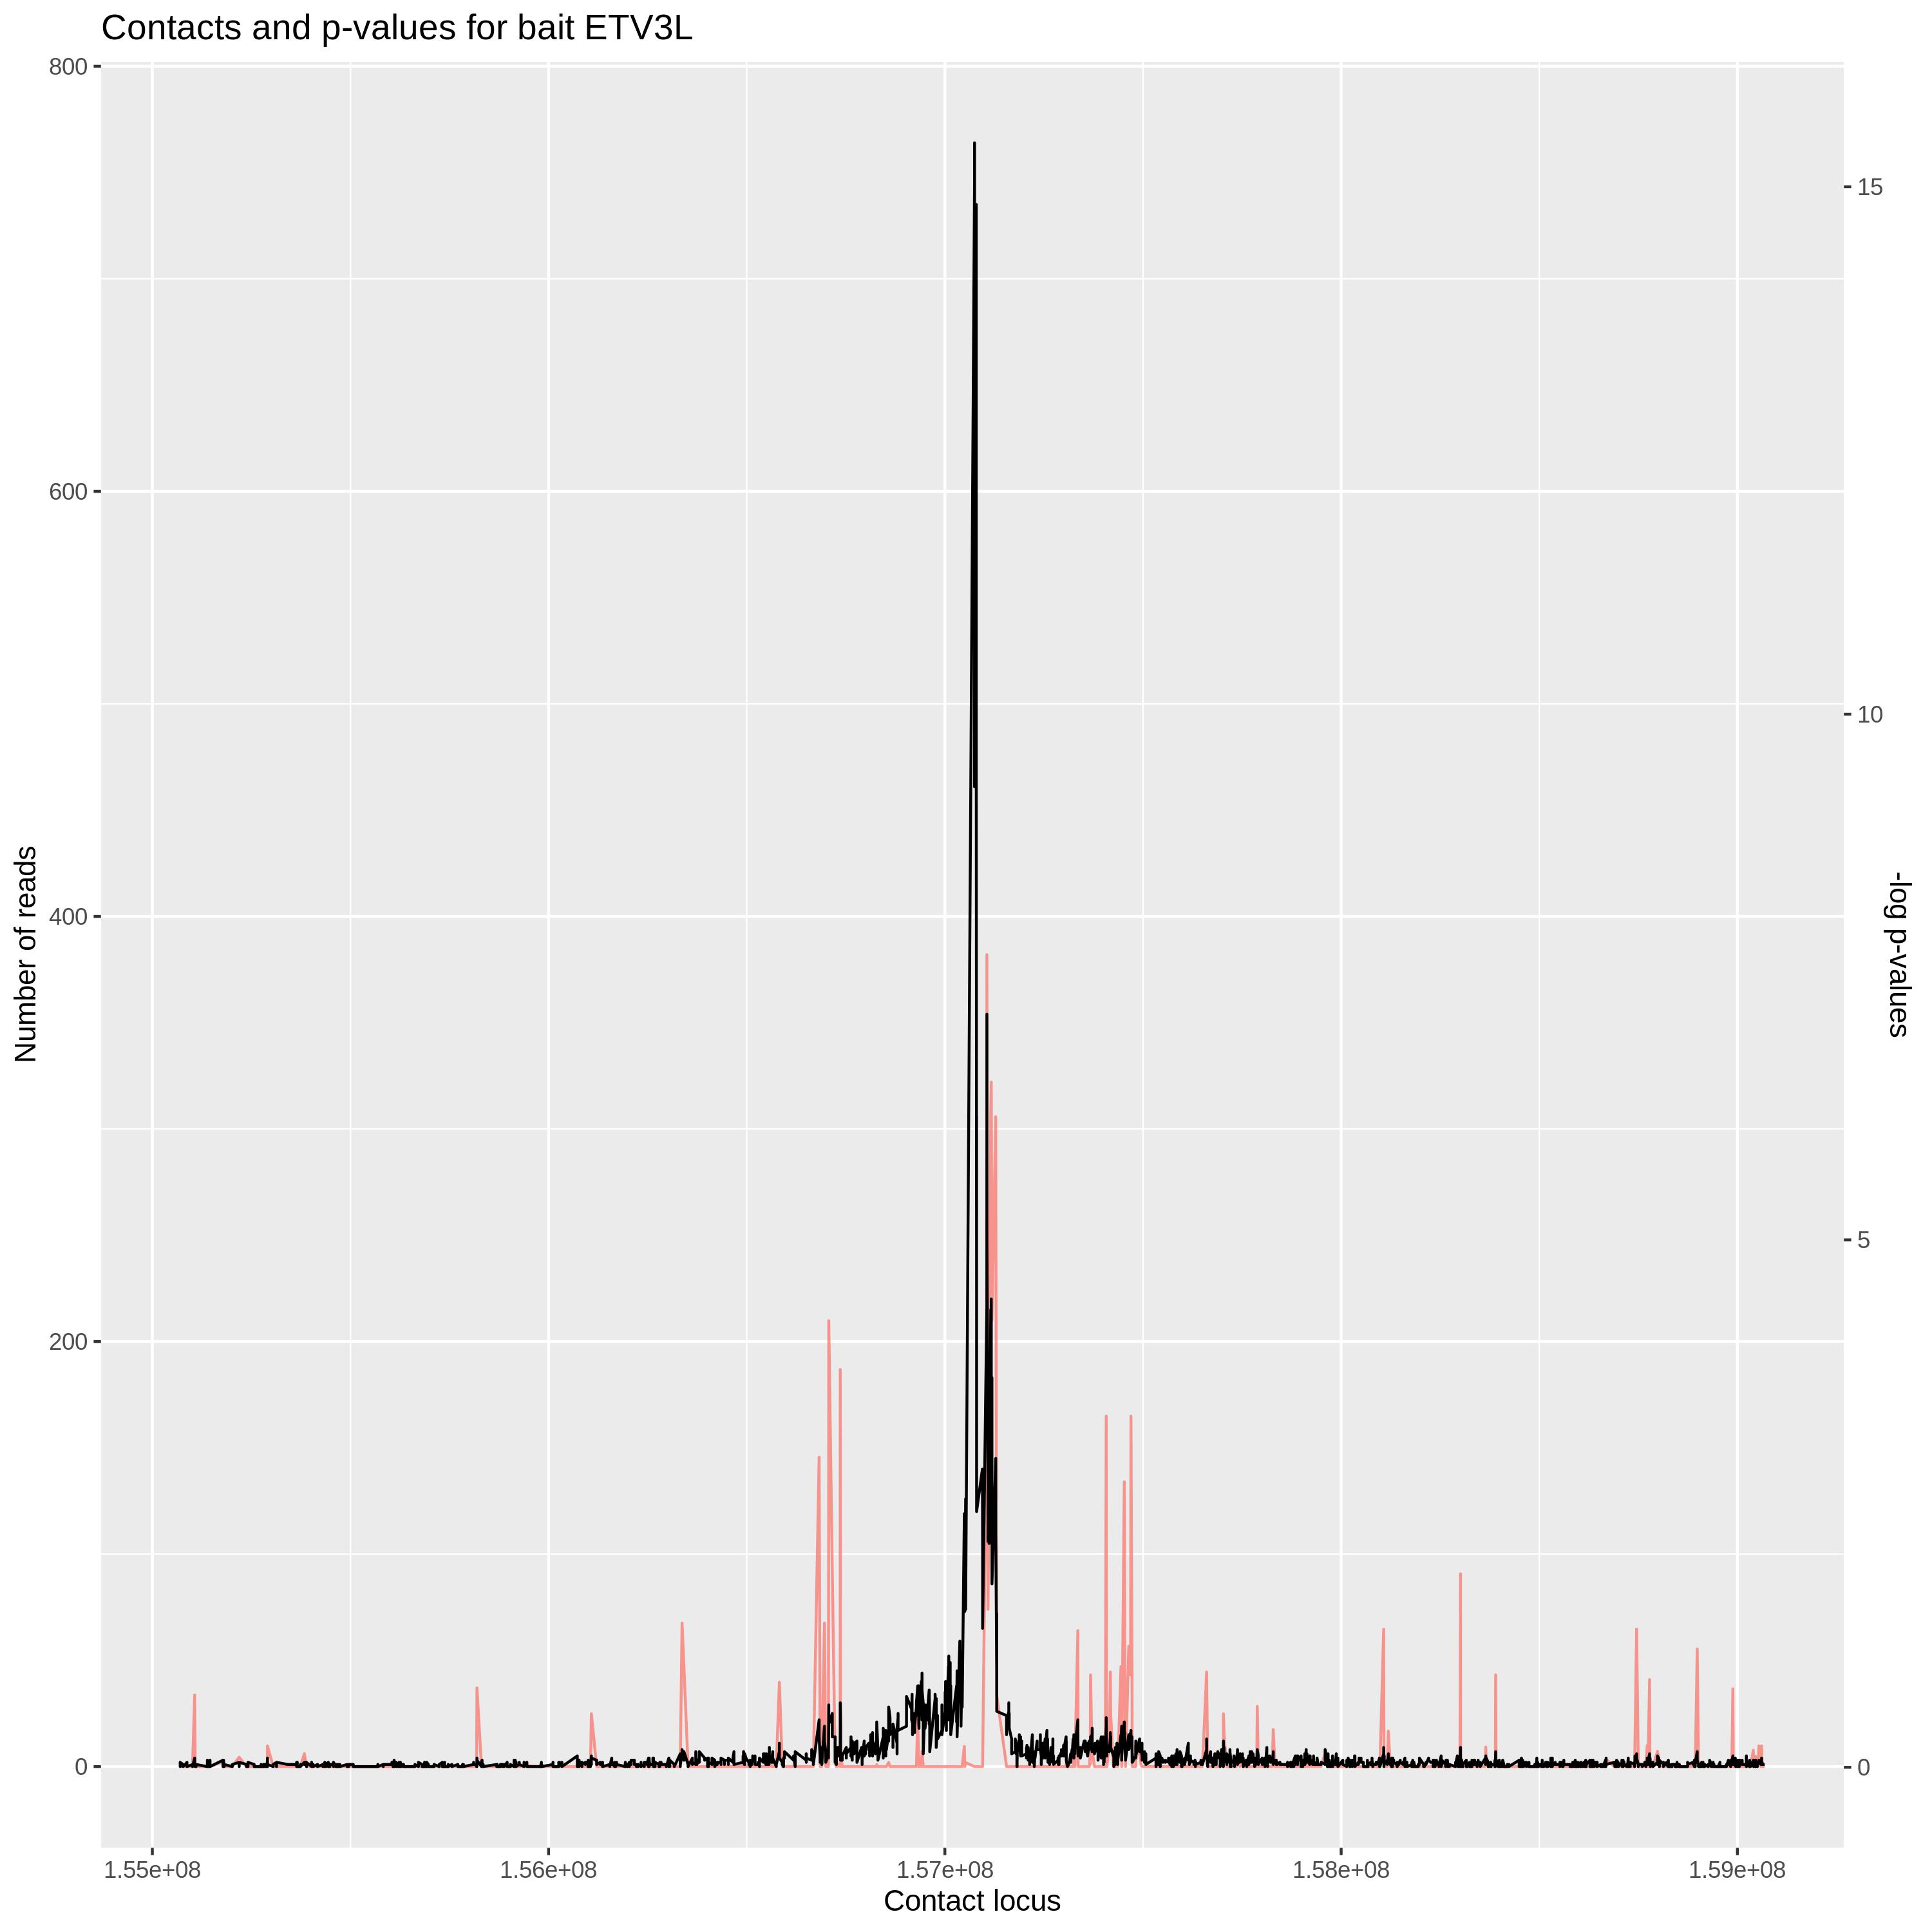 Contacts and p-values for bait ETV3L
800
600
400
200
0
Number of reads
15
10
5
0
-log p-values
1.55e+08 1.56e+08 1.57e+08 1.58e+08 1.59e+08
Contact locus